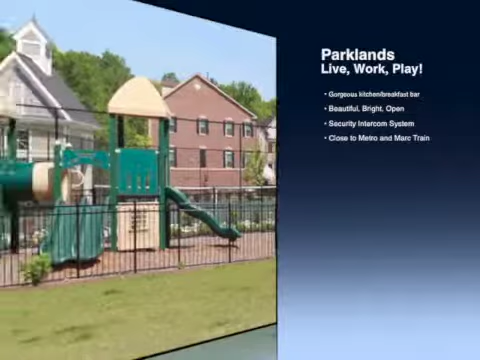 Parklands
Live, Work, Play!
• Gorgeous kitchen/breakfast bar
• Beautiful, Bright, Open
• Security Intercom System
• Close to Metro and Marc Train